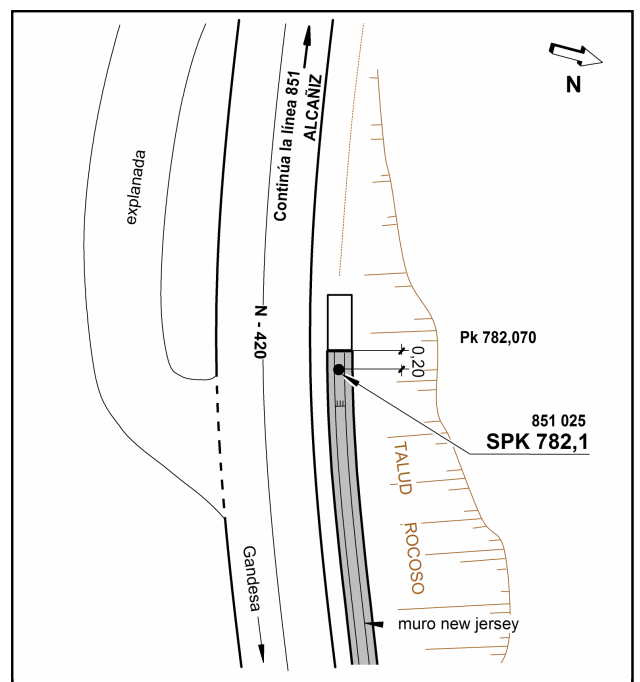 N
explanada
Continúa la línea 851
ALCAÑIZ
N - 420
Pk 782,070
0,20
851 025
SPK 782,1
TALUD
ROCOSO
Gandesa
muro new jersey